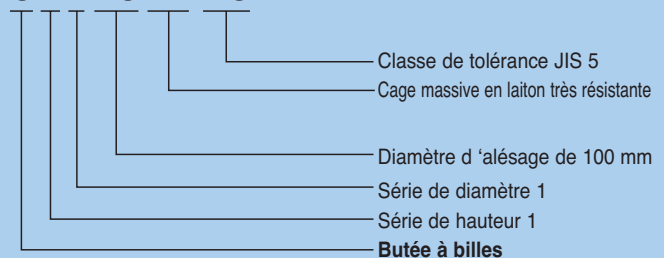 Classe de tolérance JIS 5
Cage massive en laiton très résistante
Diamètre d 'alésage de 100 mm
Série de diamètre 1
Série de hauteur 1
Butée à billes